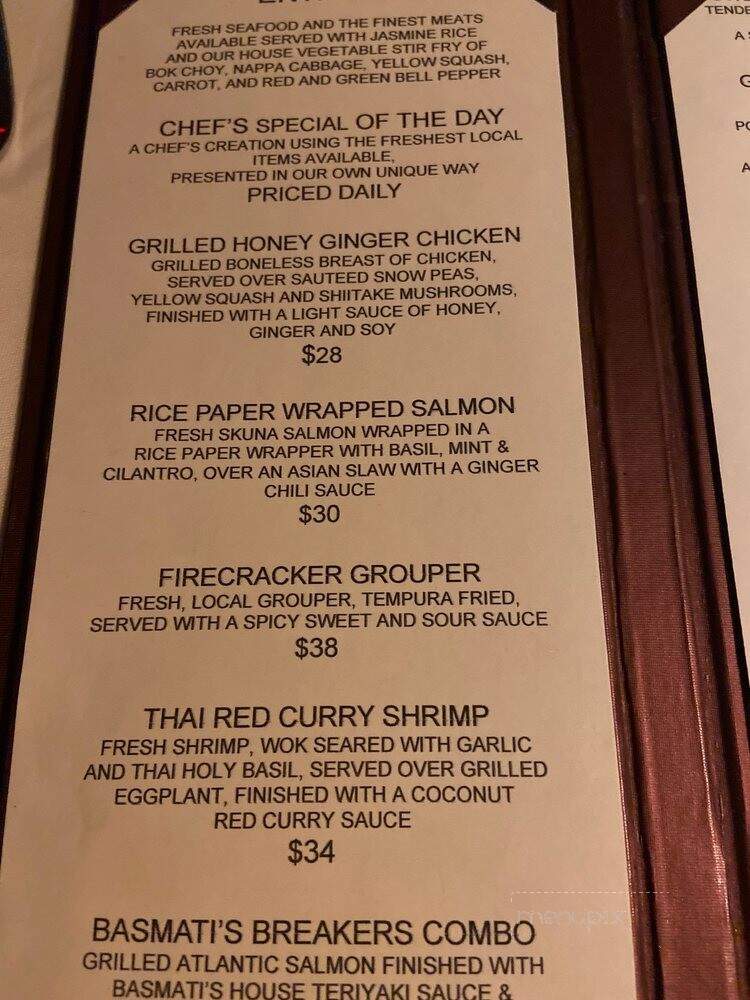 FRESH SEAFOOD AND THE FINEST MEATS
AVAILABLE SERVED WITH JASMINE RICE
AND OUR HOUSE VEGETABLE STIR FRY OF
BOK CHOY, NAPPA CABBAGE, YELLOW SQUASH,
CARROT, AND RED AND GREEN BELL PEPPER
CHEF'S SPECIAL OF THE DAY
A CHEF'S CREATION USING THE FRESHEST LOCAL
ITEMS AVAILABLE,
PRESENTED IN OUR OWN UNIQUE WAY
PRICED DAILY
GRILLED HONEY GINGER CHICKEN
GRILLED BONELESS BREAST OF CHICKEN,
SERVED OVER SAUTEED SNOW PEAS,
YELLOW SQUASH AND SHIITAKE MUSHROOMS,
FINISHED WITH A LIGHT SAUCE OF HONEY,
GINGER AND SOY
$28
RICE PAPER WRAPPED SALMON
FRESH SKUNA SALMON WRAPPED IN A
RICE PAPER WRAPPER WITH BASIL, MINT &
CILANTRO, OVER AN ASIAN SLAW WITH A GINGER
CHILI SAUCE
$30
FIRECRACKER GROUPER
FRESH, LOCAL GROUPER, TEMPURA FRIED,
SERVED WITH A SPICY SWEET AND SOUR SAUCE
$38
THAI RED CURRY SHRIMP
FRESH SHRIMP, WOK SEARED WITH GARLIC
AND THAI HOLY BASIL, SERVED OVER GRILLED
EGGPLANT, FINISHED WITH A COCONUT
RED CURRY SAUCE
$34
BASMATI'S BREAKERS COMBO
GRILLED ATLANTIC SALMON FINISHED WITH
BASMATI'S HOUSE TERIYAKI SAUCE &
TENDE
A
menupix